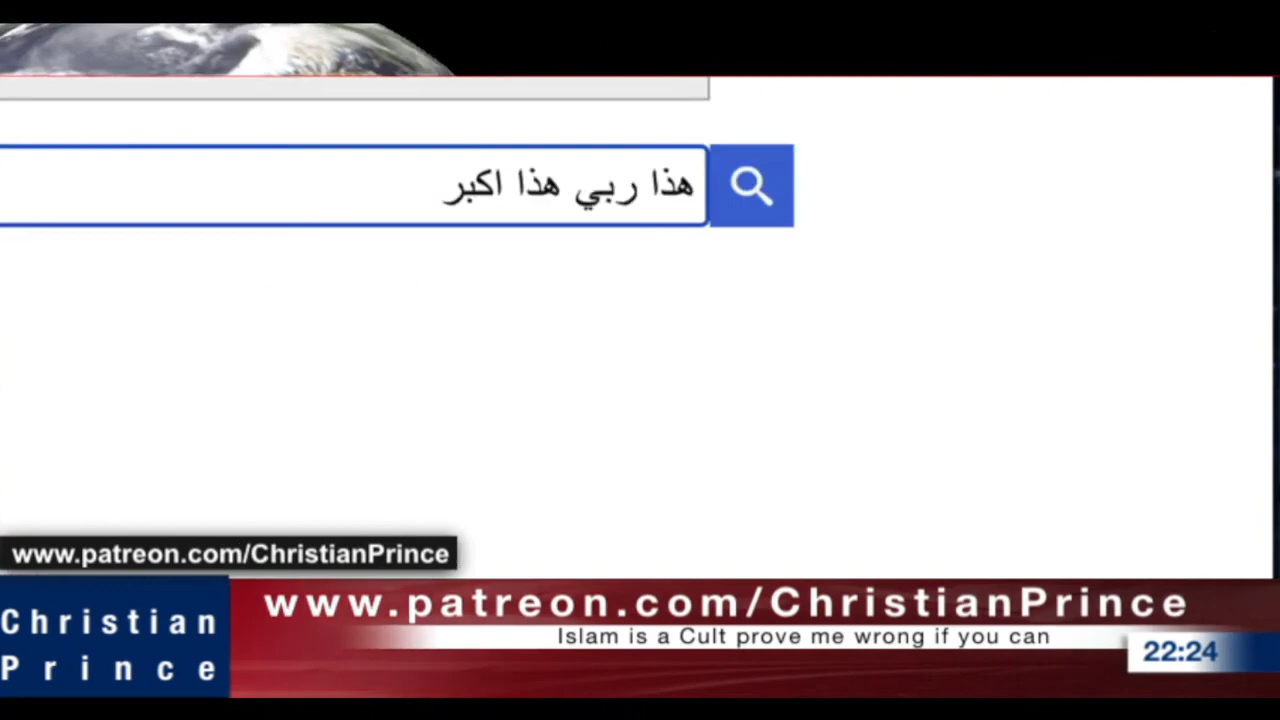 هذا ربي هذا اكبر
www.patreon.com/ChristianPrince
Christian
Prince
www.patreon.com/ChristianPrince
Islam is a Cult prove me wrong if you can
22:24